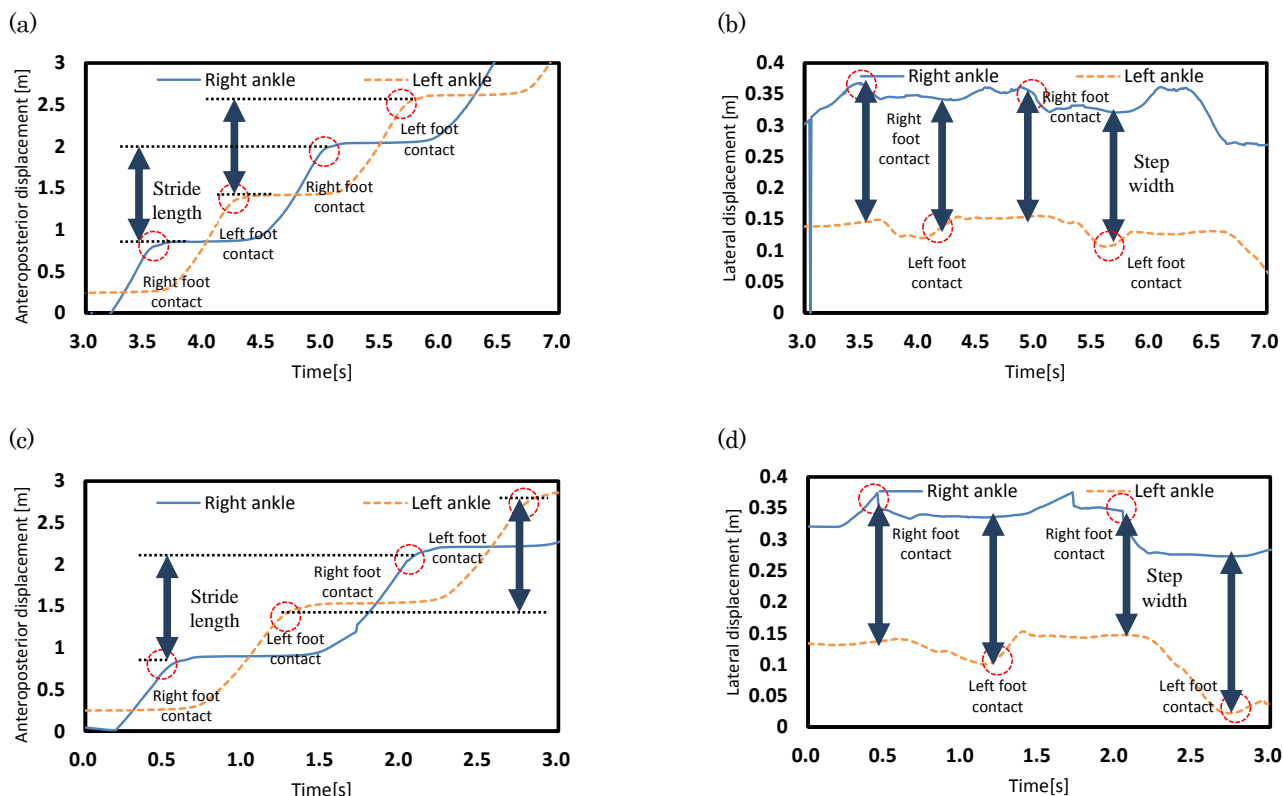 (a)
3
2.5
2
1.5
1
0.5
0
Anteroposterior displacement [m]
Right ankle
Left ankle
Left foot
contact
Stride
length
Right foot
contact
Left foot
contact
Right foot
contact
3.0 3.5 4.0 4.5 5.0 5.5 6.0 6.5 7.0
Time[s]
(b)
0.4
0.35
0.3
0.25
0.2
0.15
0.1
0.05
0
Lateral displacement [m]
Right ankle
Left ankle
Right foot
contact
Right
foot
contact
Step
width
Left foot
contact
Left foot
contact
3.0 3.5 4.0 4.5 5.0 5.5 6.0 6.5 7.0
Time[s]
(c)
3
2.5
2
1.5
1
0.5
0
Anteroposterior displacement [m]
Right ankle
Left ankle
Left foot
contact
Right foot
contact
Stride
length
Left foot
contact
Right foot
contact
0.0 0.5 1.0 1.5 2.0 2.5 3.0
Time[s]
(d)
0.4
0.35
0.3
0.25
0.2
0.15
0.1
0.05
0
Lateral displacement [m]
Right ankle
Left ankle
Right foot
contact
Right foot
contact
Step
width
Left foot
contact
Left foot
contact
0.0 0.5 1.0 1.5 2.0 2.5 3.0
Time[s]